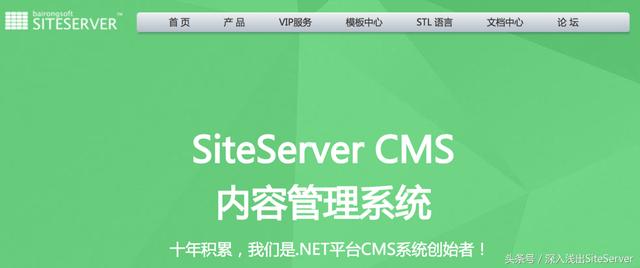 bairongsoft
SITESERVER™
首 页 产 品 VIP服务 模板中心 STL 语言 文档中心 论 坛
SiteServer CMS
内容管理系统
十年积累，我们是.NET平台CMS系统创始者！
头条号 / 深入浅出SiteServer